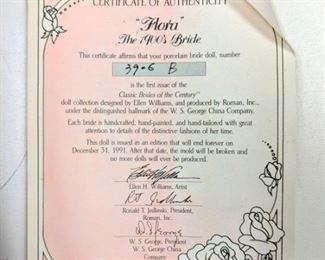 CERTIFICATE OF AUTHENTICITY
"Flora"
The 1900's Bride
This certificate affirms that your porcelain bride doll, number
3906 B
is the first issue of the
Classic Brides of the Century™
doll collection designed by Ellen Williams, and produced by Roman, Inc.,
under the distinguished hallmark of the W. S. George China Company.
Each bride is handcrafted, hand-painted, and hand-tailored with great
attention to details of the distinctive fashions of her time.
This doll is issued in an edition that will end forever on
December 31, 1991. After that date, the mold will be broken and
no more dolls will ever be produced.
Ellen H. Williams, Artist
Ronald T. Jedlinski, President,
Roman, Inc.
W. S. George
W. S. George, President
W. S. George China
Company